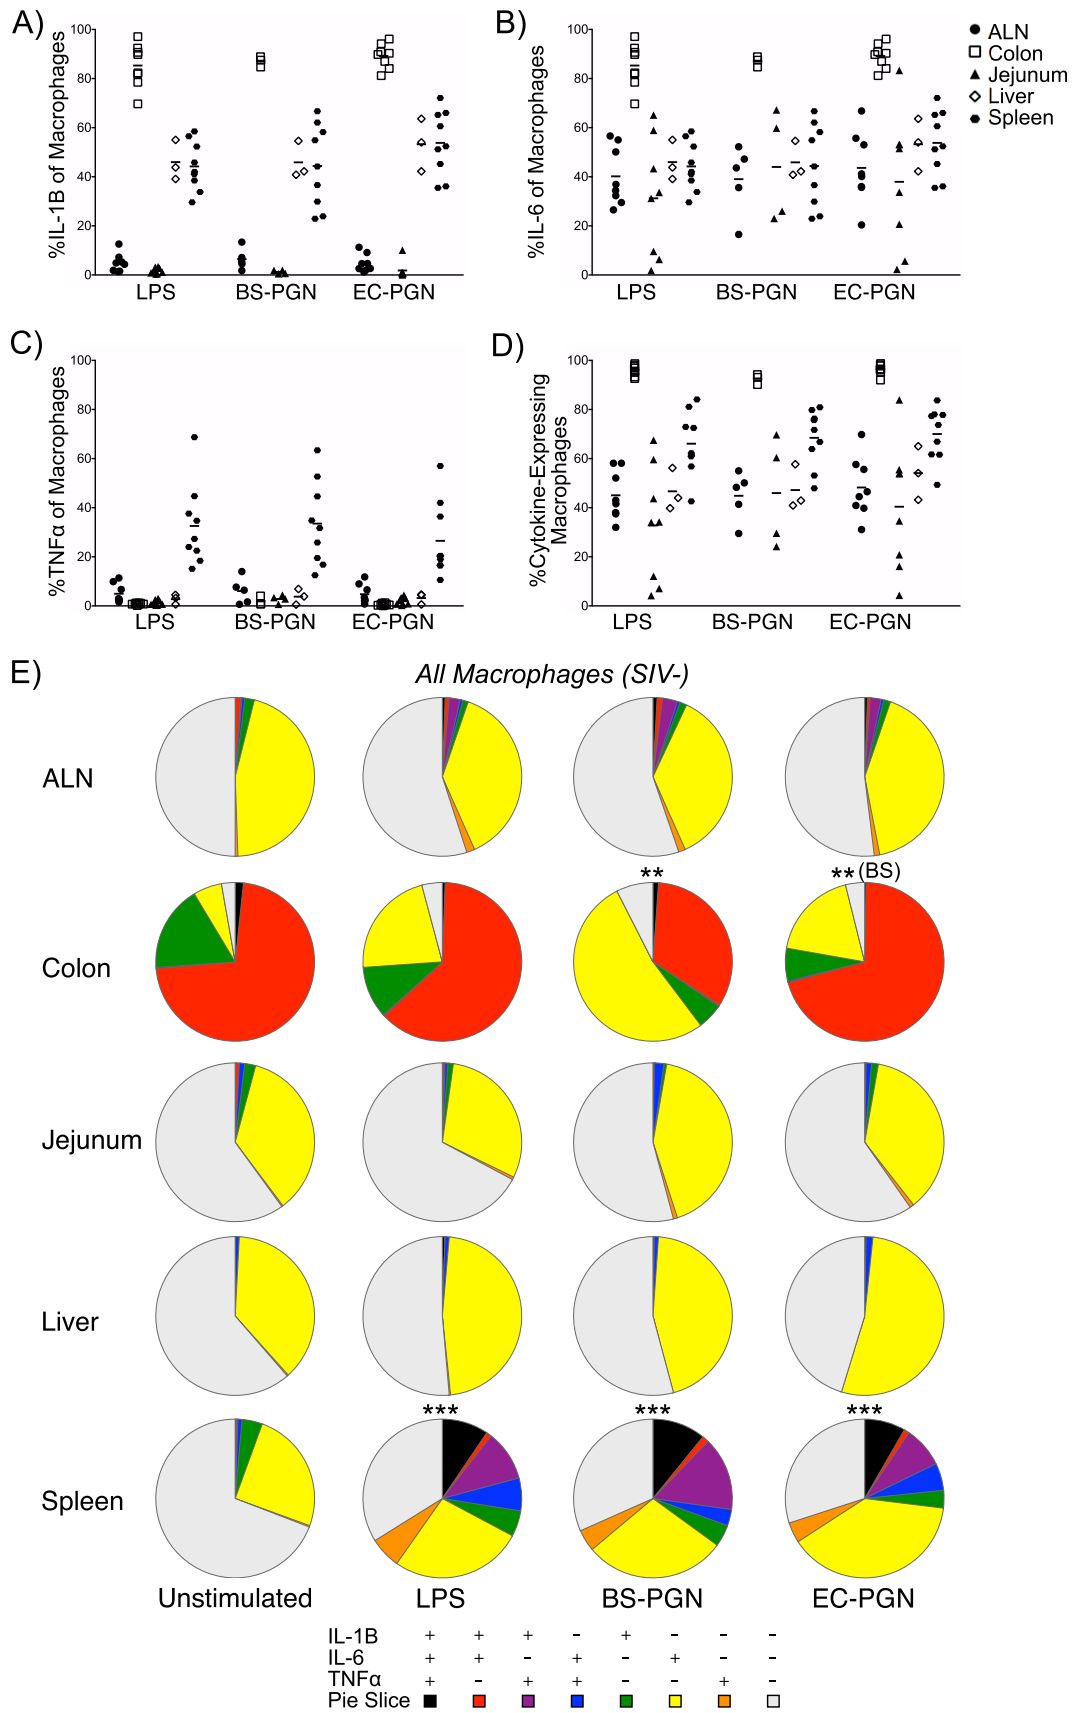 A)
%IL-1B of Macrophages
100
80
60
40
20
0
LPS BS-PGN EC-PGN
B)
%IL-6 of Macrophages
100
80
60
40
20
0
LPS BS-PGN EC-PGN
ALN
Colon
Jejunum
Liver
Spleen
C)
%TNFα of Macrophages
100
80
60
40
20
0
LPS BS-PGN EC-PGN
D)
%Cytokine-Expressing
Macrophages
100
80
60
40
20
0
LPS BS-PGN EC-PGN
E)
All Macrophages (SIV-)
ALN
** **(BS)
Colon
Jejunum
Liver
*** *** ***
Spleen
Unstimulated LPS BS-PGN EC-PGN
IL-1B + + + - + - - -
IL-6 + + - + - + - -
TNFα + - + + - - + -
Pie Slice